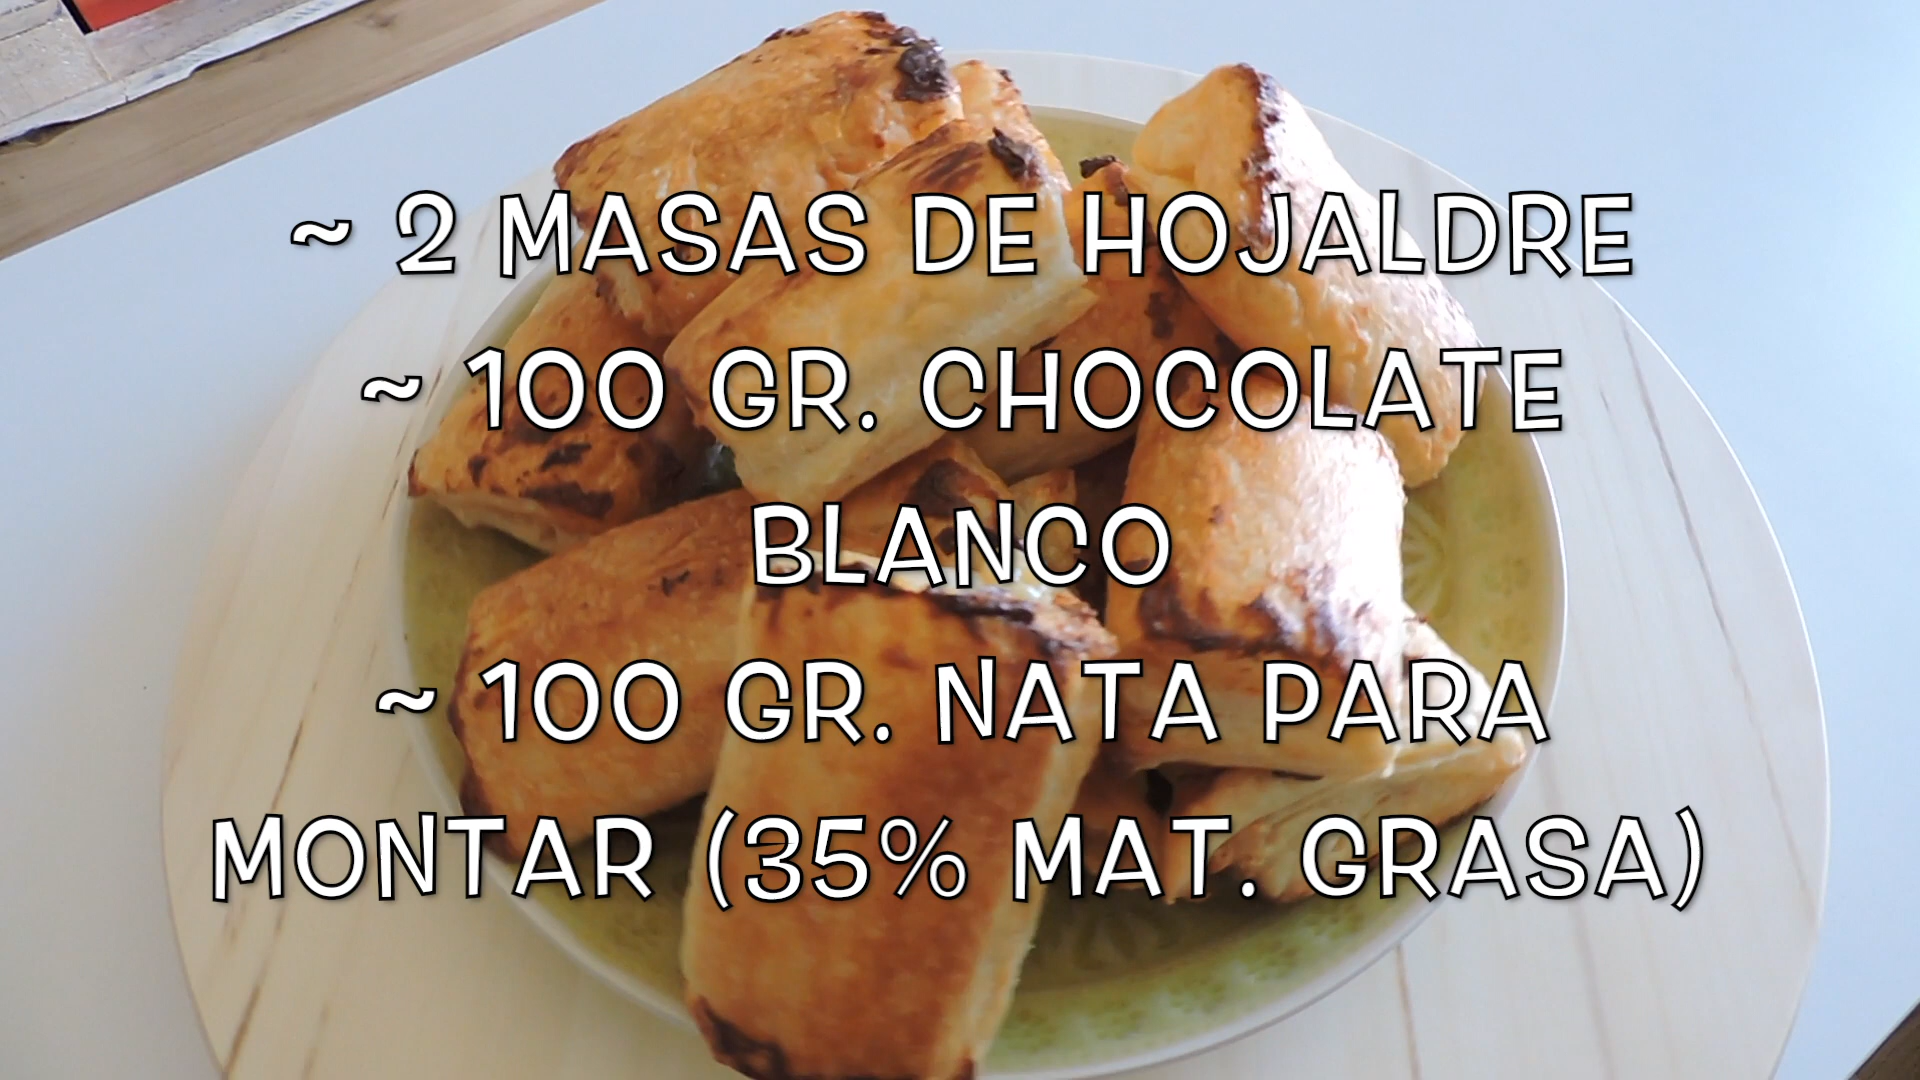 ~ 2 MASAS DE HOJALDRE
~ 100 GR. CHOCOLATE
BLANCO
~ 100 GR. NATA PARA
MONTAR (35% MAT. GRASA)